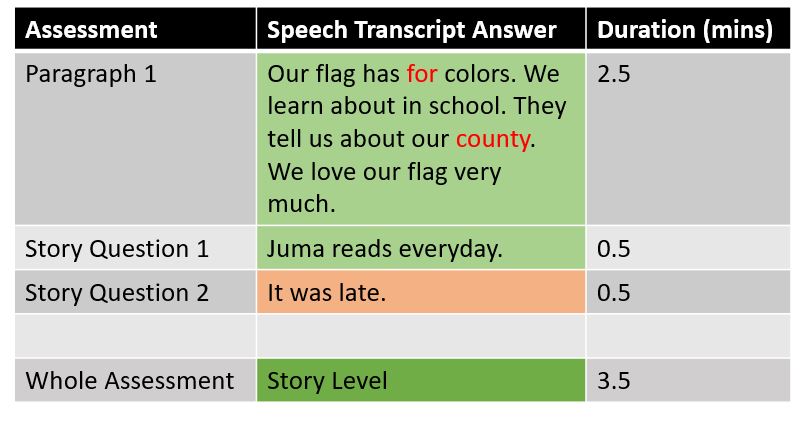 Assessment Speech Transcript Answer Duration (mins)
Paragraph 1 Our flag has for colors. We 2.5
learn about in school. They
tell us about our county.
We love our flag very
much.
Story Question 1 Juma reads everyday. 0.5
Story Question 2 It was late. 0.5
Whole Assessment Story Level 3.5